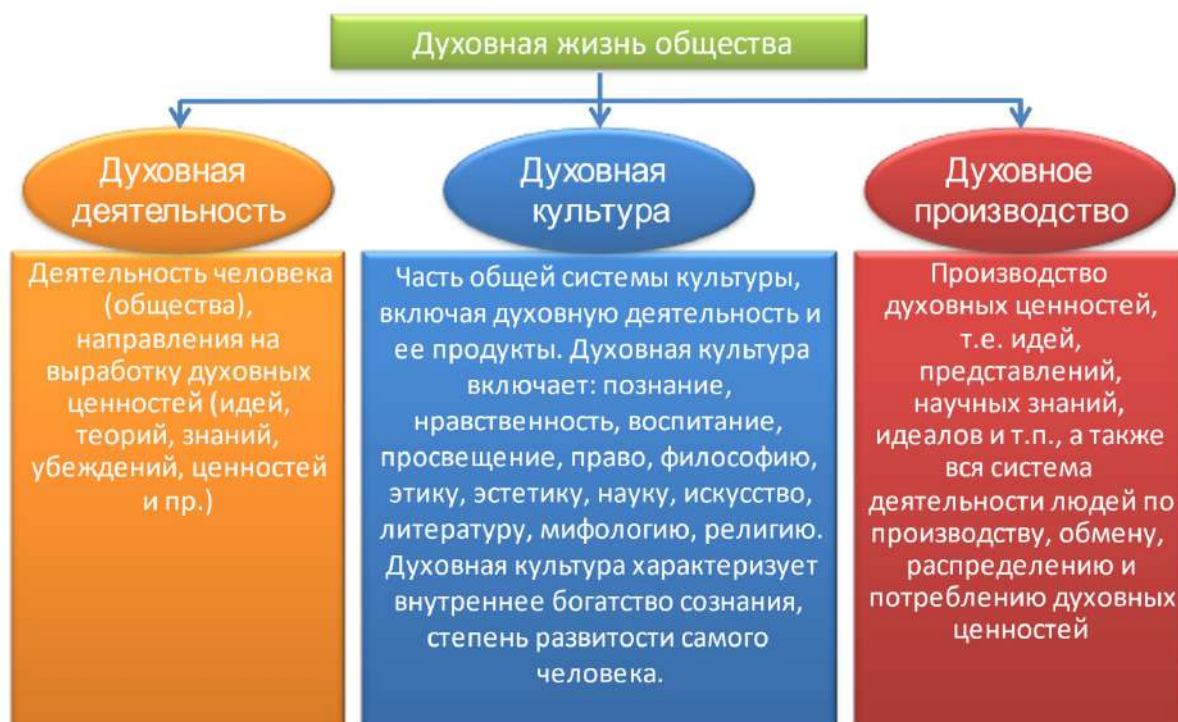 Духовная жизнь общества
Духовная
деятельность
Деятельность человека
(общества),
направления на
выработку духовных
ценностей (идей,
теорий, знаний,
убеждений, ценностей
и пр.)
Духовная
культура
Часть общей системы культуры,
включая духовную деятельность и
ее продукты. Духовная культура
включает: познание,
нравственность, воспитание,
просвещение, право, философию,
этику, эстетику, науку, искусство,
литературу, мифологию, религию.
Духовная культура характеризует
внутреннее богатство сознания,
степень развитости самого
человека.
Духовное
производство
Производство
духовных ценностей,
т.е. идей,
представлений,
научных знаний,
идеалов и т.п., а также
вся система
деятельности людей по
производству, обмену,
распределению и
потреблению духовных
ценностей